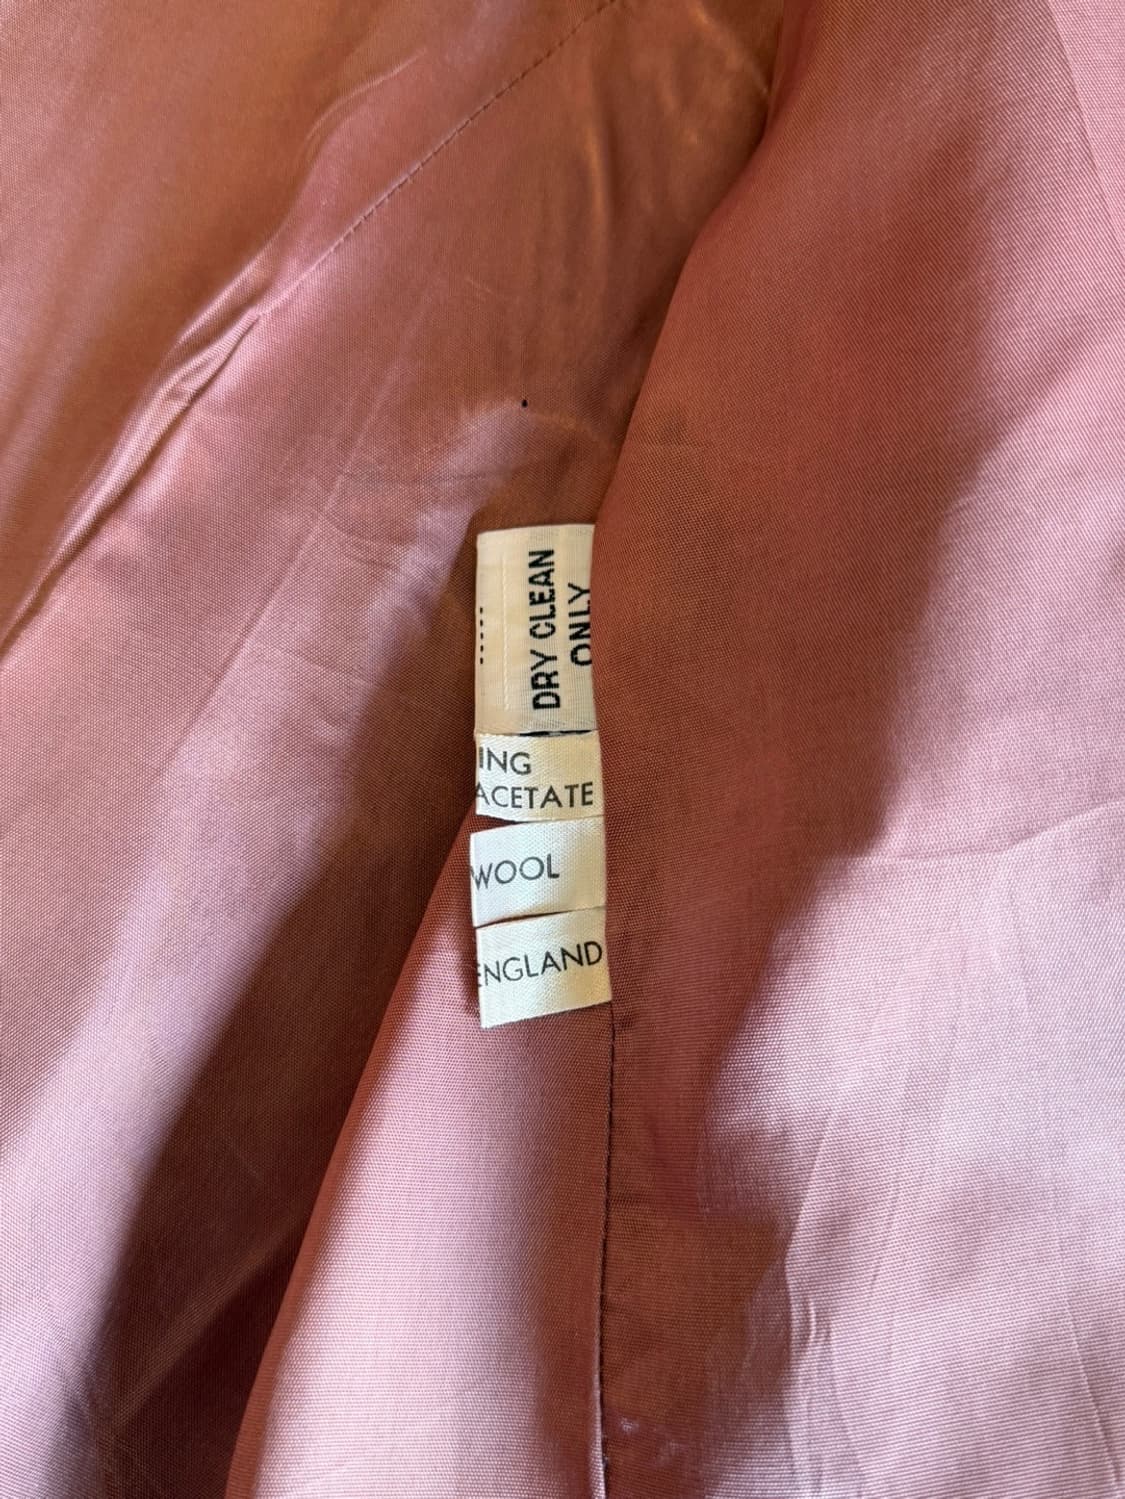 DRY CLEAN
ONLY
ING
ACETATE
WOOL
ENGLAND